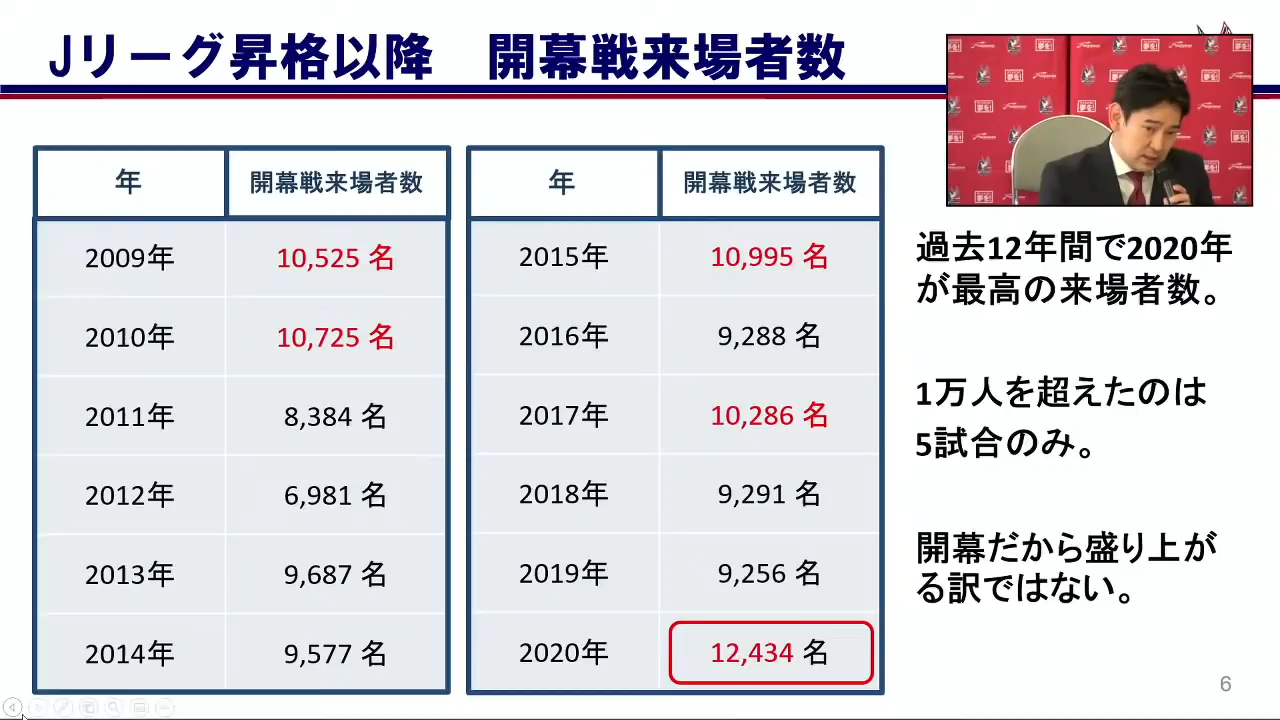 Jリーグ昇格以降 開幕戦来場者数
年 開幕戦来場者数
2009年 10,525 名
2010年 10,725 名
2011年 8,384 名
2012年 6,981 名
2013年 9,687 名
2014年 9,577 名
年 開幕戦来場者数
2015年 10,995 名
2016年 9,288 名
2017年 10,286 名
2018年 9,291 名
2019年 9,256 名
2020年 12,434 名
過去12年間で2020年
が最高の来場者数。
1万人を超えたのは
5試合のみ。
開幕だから盛り上が
る訳ではない。
6